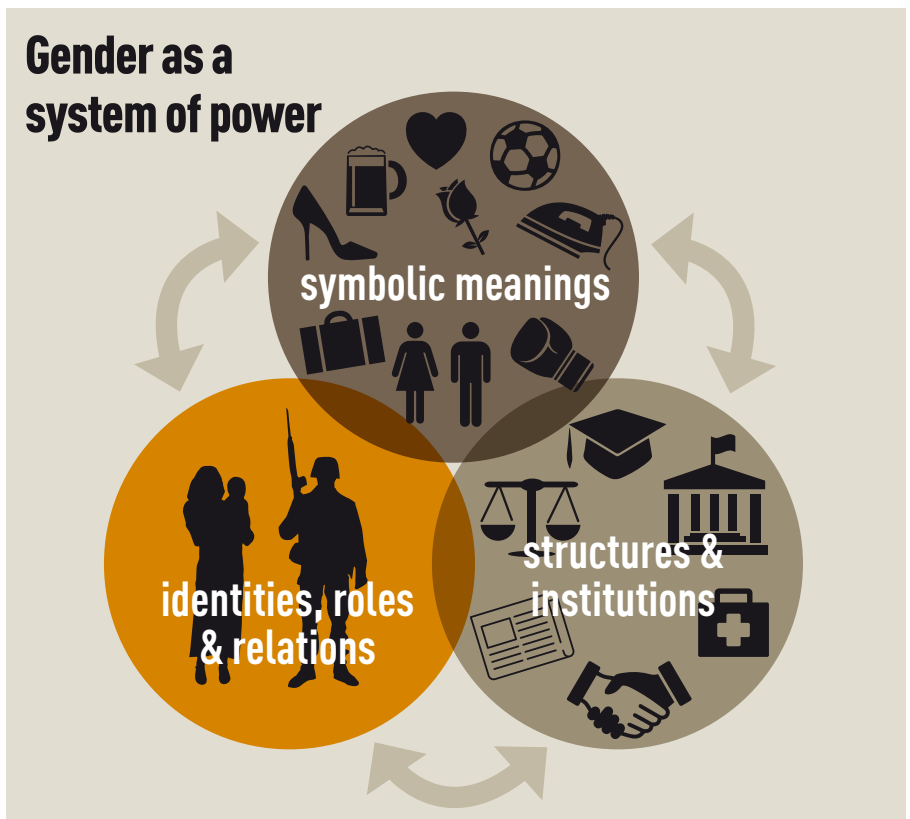 Gender as a
system of power
symbolic meanings
identities, roles
& relations
structures &
institutions